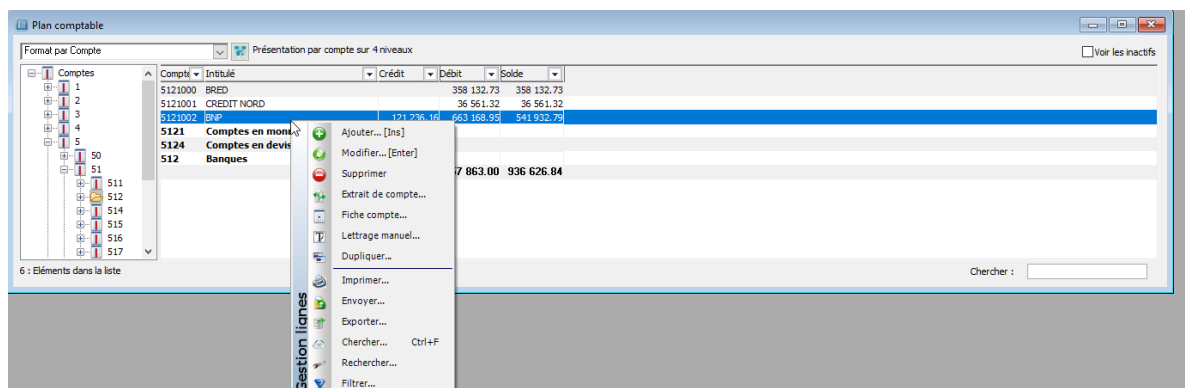 Plan comptable
Format par Compte Présentation par compte sur 4 niveaux Voir les inactifs
Comptes
1
2
3
4
5
50
51
511
512
514
515
516
517
Intitulé Crédit Débit Solde
5121000 BRED 358 132.73 358 132.73
5121001 CREDIT NORD 36 561.32 36 561.32
5121002 BNP 121 236.16 663 168.95 541 932.79
5121 Comptes en
5124 Comptes en
512 Banques
863.00 936 626.84
Ajouter... [Ins]
Modifier... [Enter]
Supprimer
Extrait de compte...
Fiche compte...
Lettrage manuel...
Dupliquer...
Imprimer...
Envoyer...
Exporter...
Chercher... Ctrl+F
Rechercher...
Filtrer...
Gestion lignes
6 : Eléments dans la liste
Chercher :